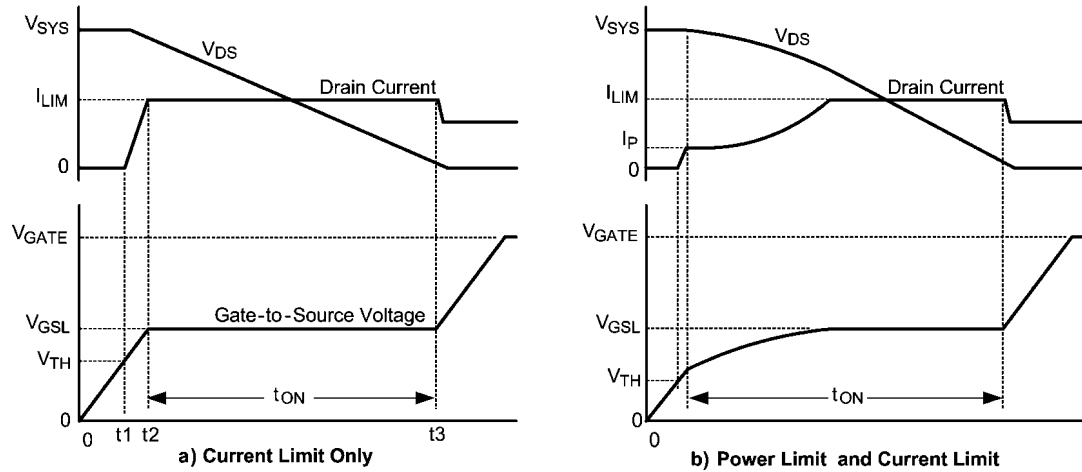 VSYS
VDS
Drain Current
ILIM
0
VGATE
VGSL
Gate-to-Source Voltage
VTH
tON
0
0 t1 t2 t3
a) Current Limit Only
VSYS
VDS
Drain Current
ILIM
IP
0
VGATE
VGSL
VTH
tON
0
0
b) Power Limit and Current Limit